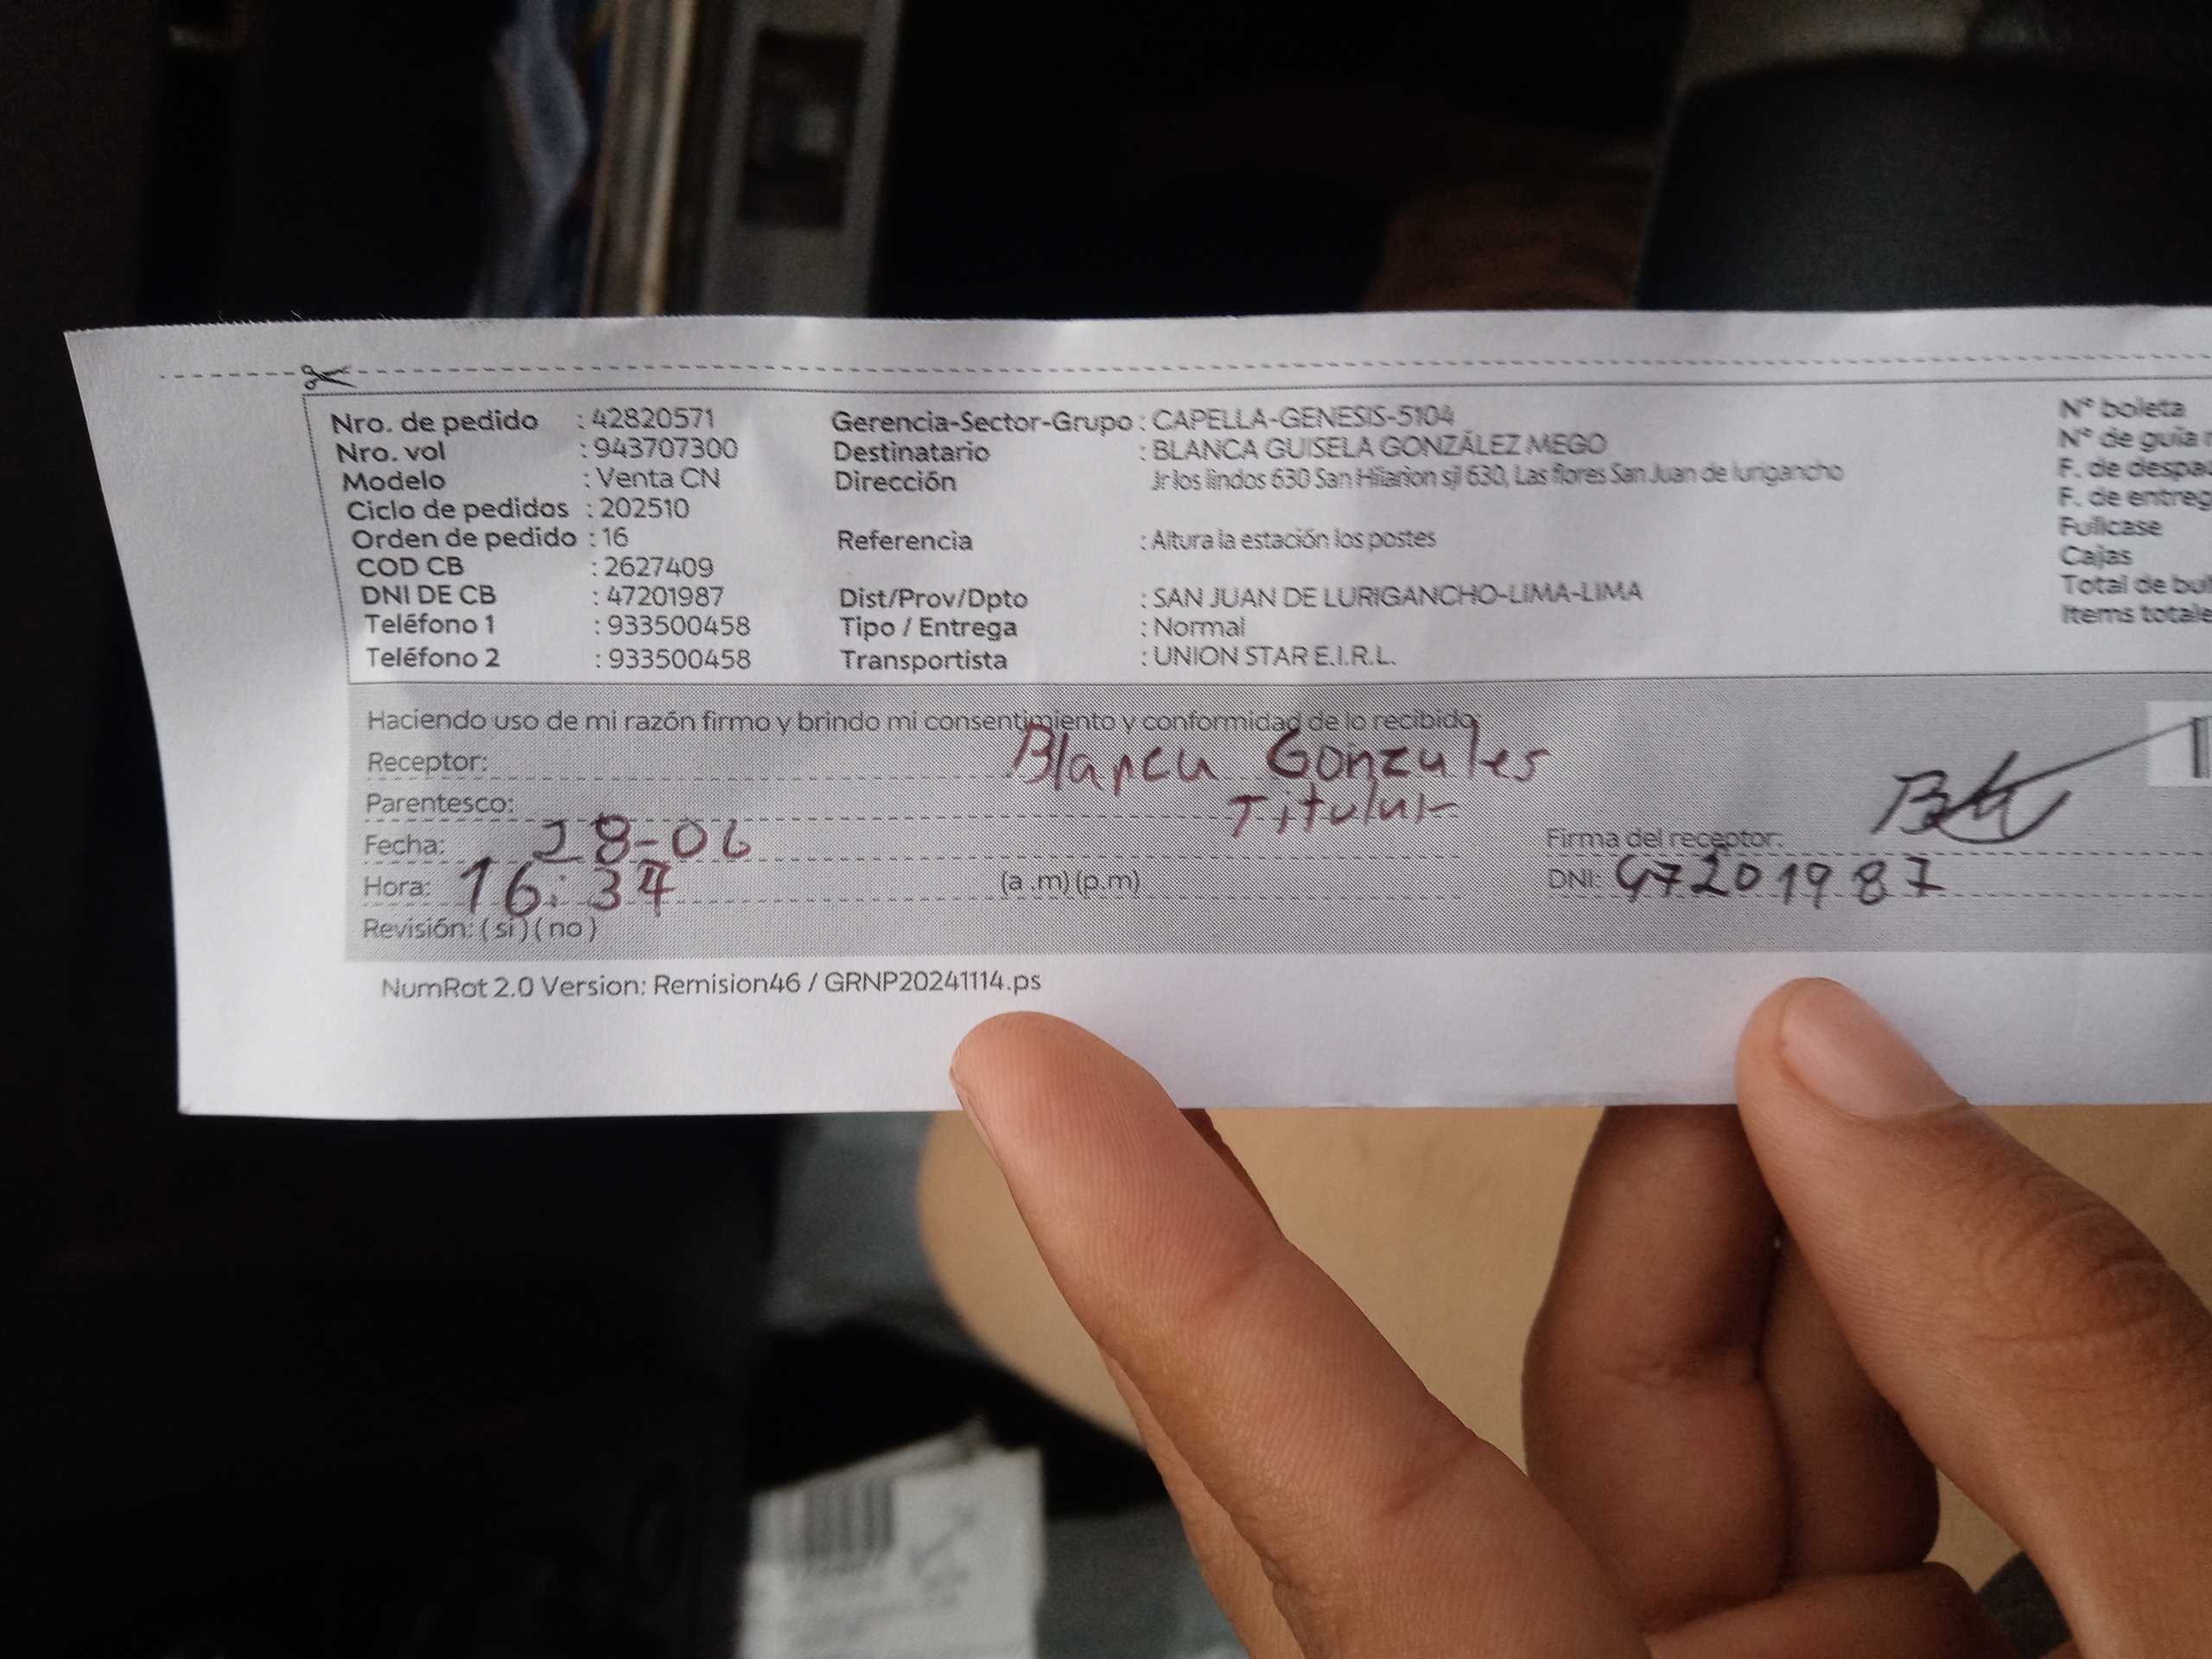 Nro. de pedido : 42820571 Gerencia-Sector-Grupo : CAPELLA-GENESIS-5104 N° boleta
Nro. vol : 943707300 Destinatario : BLANCA GUISELA GONZÁLEZ MEGO N° de guía
Modelo : Venta CN Dirección Jr los lindos 630 San Hilarion sjl 630, Las flores San Juan de lurigancho F. de despa
Ciclo de pedidos : 202510 F. de entreg
Orden de pedido : 16 Referencia : Altura la estación los postes Fullcase
COD CB : 2627409 Cajas
DNI DE CB : 47201987 Dist/Prov/Dpto : SAN JUAN DE LURIGANCHO-LIMA-LIMA Total de bul
Teléfono 1 : 933500458 Tipo / Entrega : Normal Items totale
Teléfono 2 : 933500458 Transportista : UNION STAR E.I.R.L.
Haciendo uso de mi razón firmo y brindo mi consentimiento y conformidad de lo recibido:
Receptor: Blanca Gonzales
Parentesco: Titular
Fecha: 28-06 Firma del receptor:
Hora: 16:34 (a .m) (p.m) DNI: 47201987
Revisión: ( si ) ( no )
NumRot 2.0 Version: Remision46 / GRNP20241114.ps